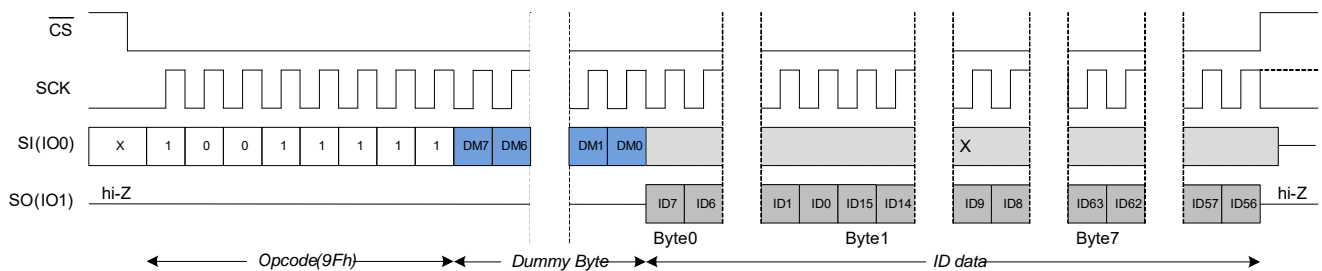 CS
SCK
SI(IO0) X 1 0 0 1 1 1 1 1 DM7 DM6 DM1 DM0 X
hi-Z hi-Z
SO(IO1) ID7 ID6 ID1 ID0 ID15 ID14 ID9 ID8 ID63 ID62 ID57 ID56
Byte0 Byte1 Byte7
Opcode(9Fh) Dummy Byte ID data